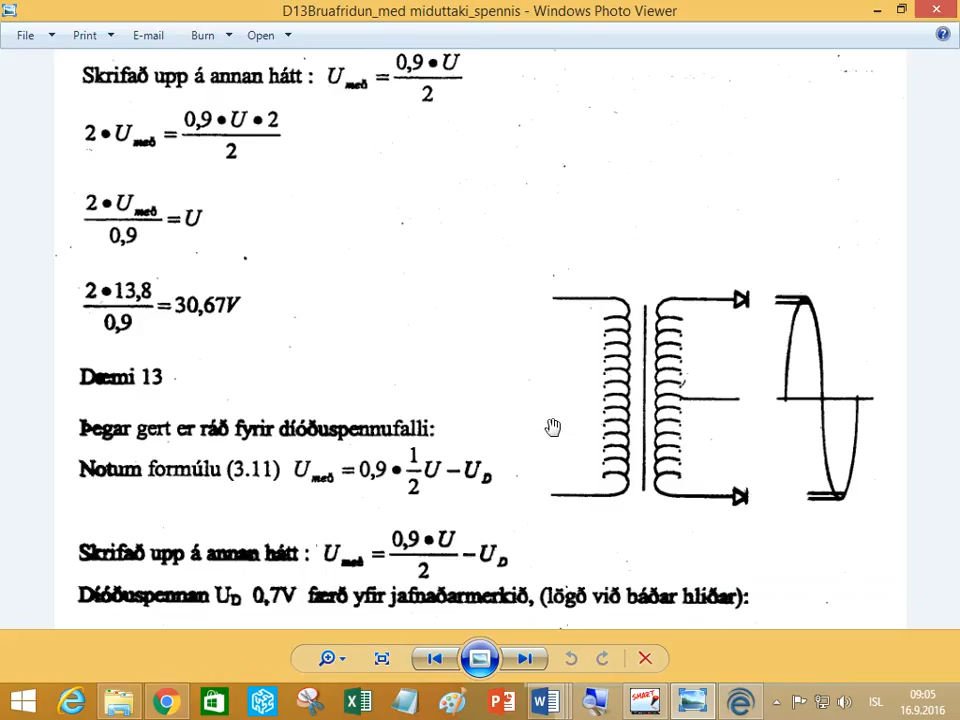 D13Bruafridun_med miduttaki_spennis - Windows Photo Viewer
File Print E-mail Burn Open
Skrifað upp á annan hátt : U_með = 0,9 • U / 2
2 • U_með = 0,9 • U • 2 / 2
2 • U_með / 0,9 = U
2 • 13,8 / 0,9 = 30,67V
Dæmi 13
Þegar gert er ráð fyrir díóðuspennufalli:
Notum formúlu (3.11) U_með = 0,9 • 1/2 U − U_D
Skrifað upp á annan hátt : U_með = 0,9 • U / 2 − U_D
Díóðuspennan U_D 0,7V færð yfir jafnaðarmerkið, (lögð við báðar hliðar):
SMART
ISL
09:05
16.9.2016